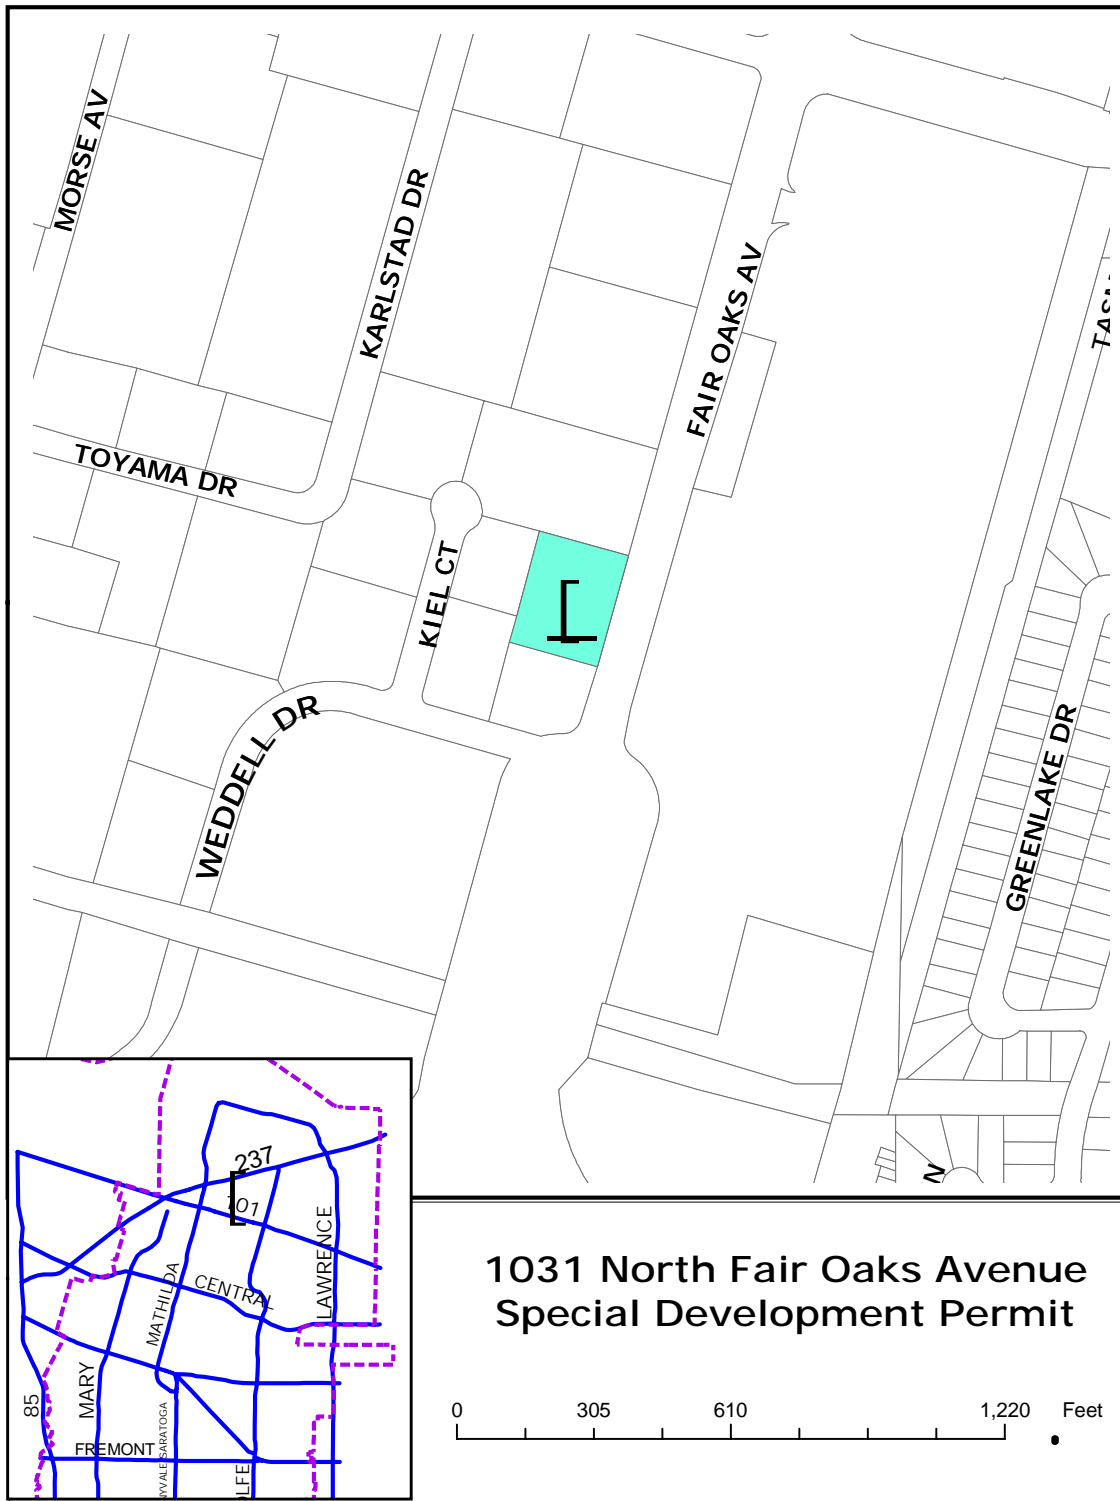 MORSE AV
KARLSTAD DR
FAIR OAKS AV
TOYAMA DR
KIEL CT
WEDDELL DR
GREENLAKE DR
237
101
LAWRENCE
CENTRAL
MATHILDA
MARY
85
FREMONT
SARATOGA
1031 North Fair Oaks Avenue
Special Development Permit
0 305 610 1,220 Feet